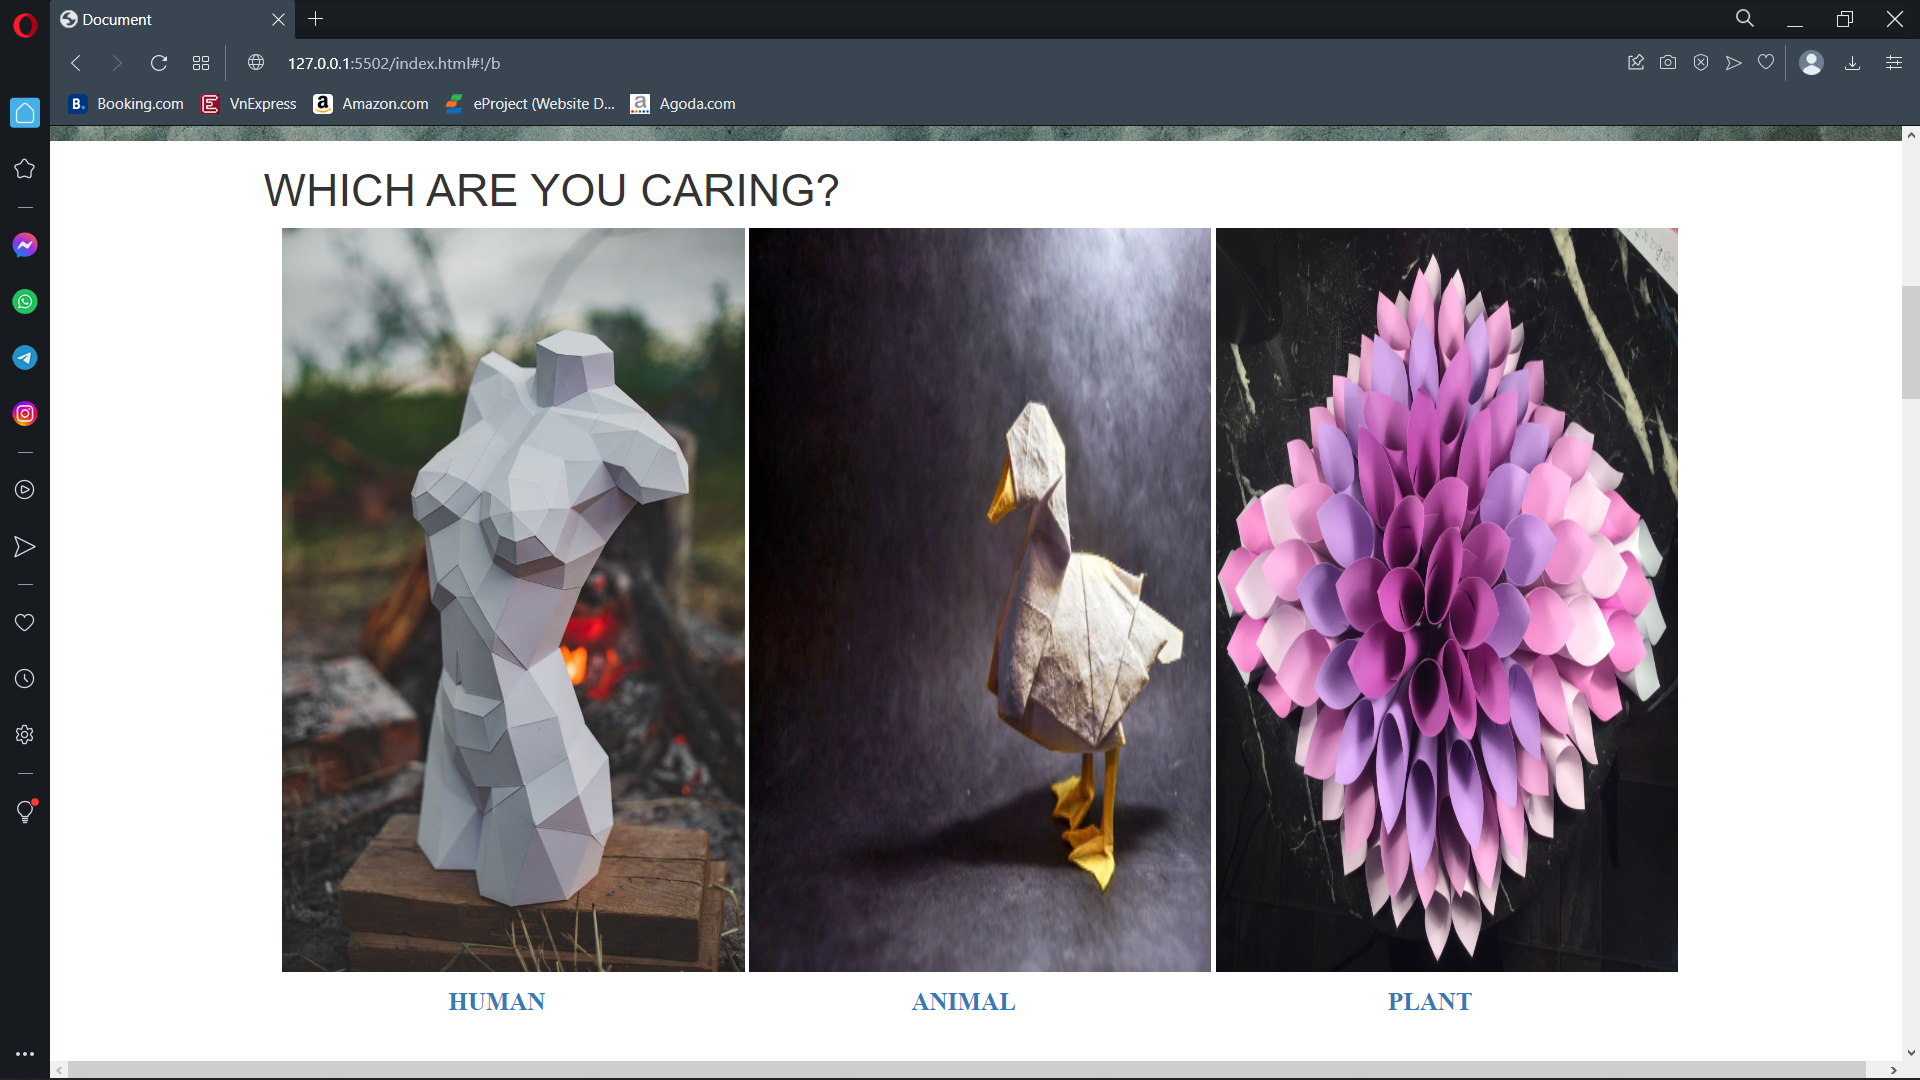 Document
127.0.0.1:5502/index.html#!/b
B. Booking.com E VnExpress a Amazon.com eProject (Website D... a Agoda.com
WHICH ARE YOU CARING?
HUMAN ANIMAL PLANT